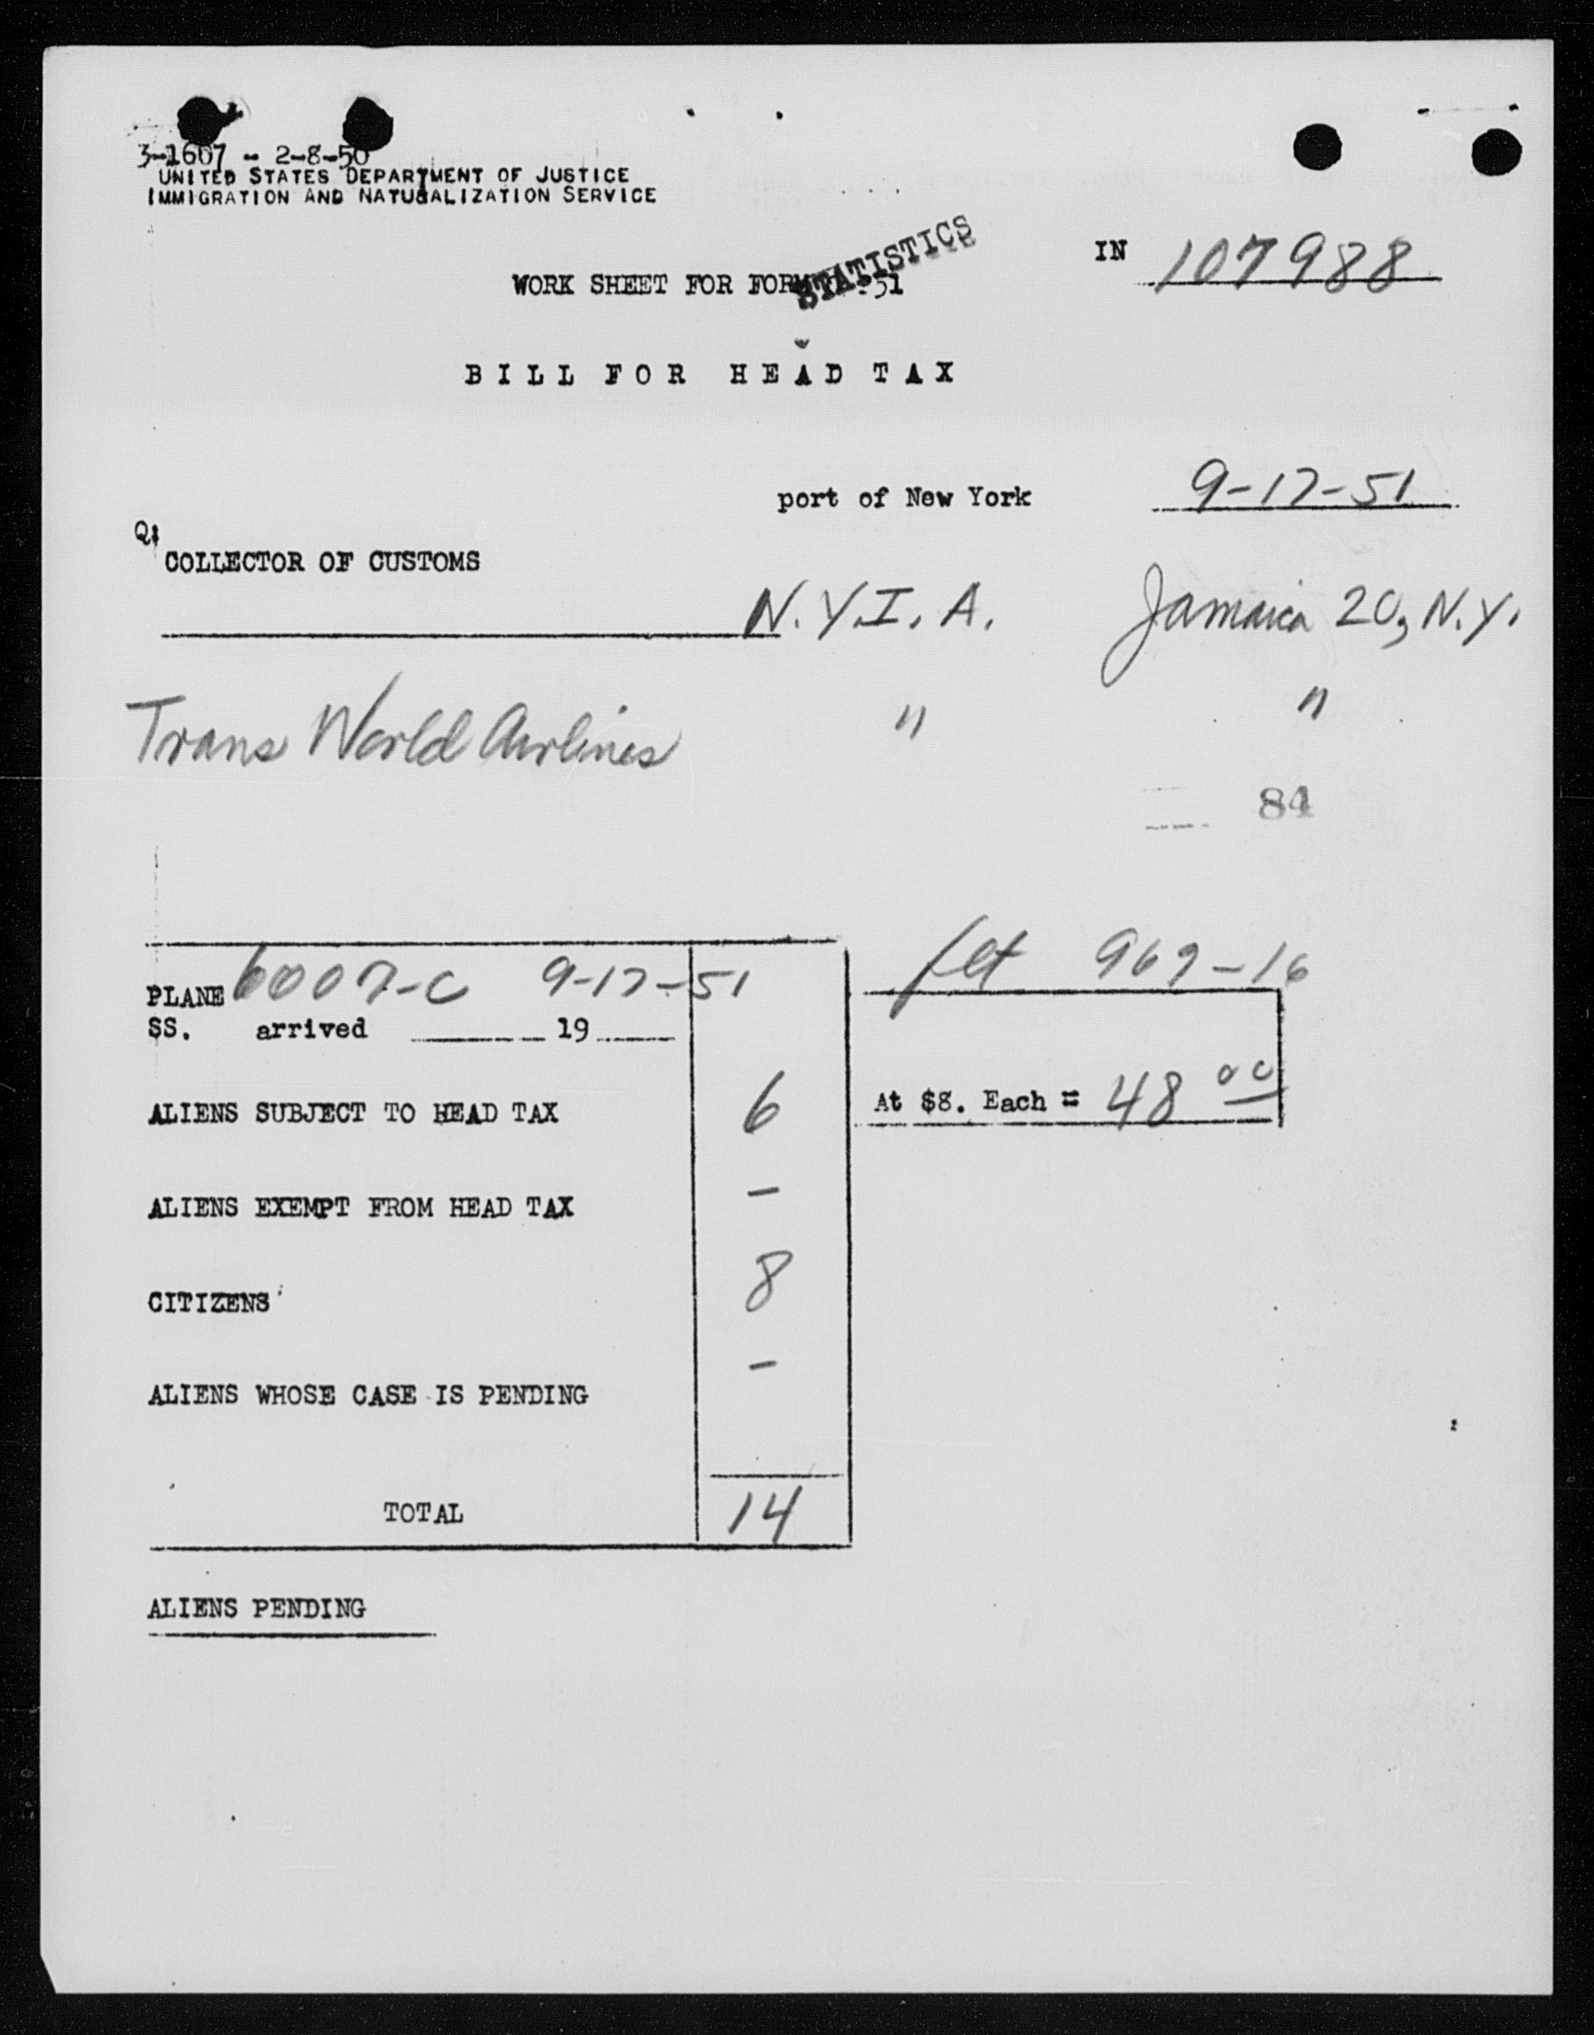 3-1607 - 2-8-50
UNITED STATES DEPARTMENT OF JUSTICE
IMMIGRATION AND NATURALIZATION SERVICE
STATISTICS
IN 107988
WORK SHEET FOR FORM -51
BILL FOR HEAD TAX
port of New York 9-17-51
COLLECTOR OF CUSTOMS
N.Y.I.A. Jamaica 20, N.Y.
Trans World Airlines " "
84
PLANE 6007-C 9-17-51
flt 967-16
SS. arrived 19
ALIENS SUBJECT TO HEAD TAX 6
At $8. Each = 48 00
ALIENS EXEMPT FROM HEAD TAX -
CITIZENS 8
ALIENS WHOSE CASE IS PENDING -
TOTAL 14
ALIENS PENDING